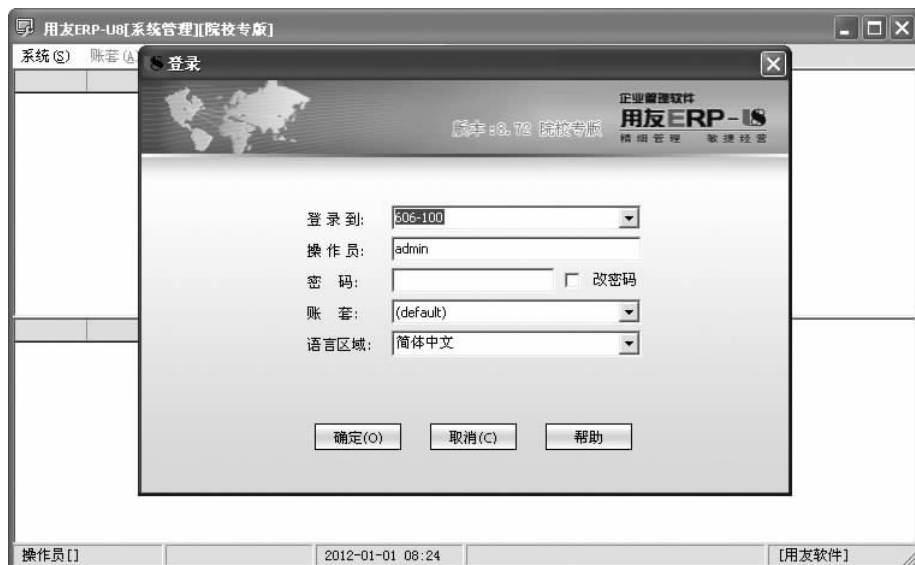 用友ERP-U8[系统管理][院校专版]
系统(S) 账套(A)
登录
企业管理软件
用友ERP-U8
精细管理 敏捷经营
版本:8.72 院校专版
登录到: 606-100
操作员: admin
密 码: 改密码
账 套: (default)
语言区域: 简体中文
确定(O) 取消(C) 帮助
操作员[] 2012-01-01 08:24 [用友软件]